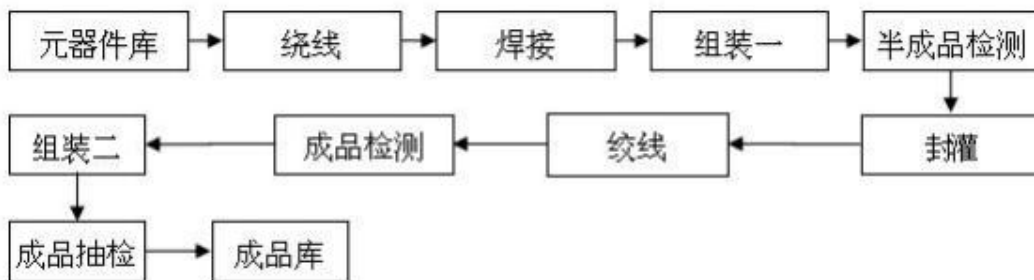 元器件库 绕线 焊接 组装一 半成品检测
组装二 成品检测 绞线 封灌
成品抽检 成品库